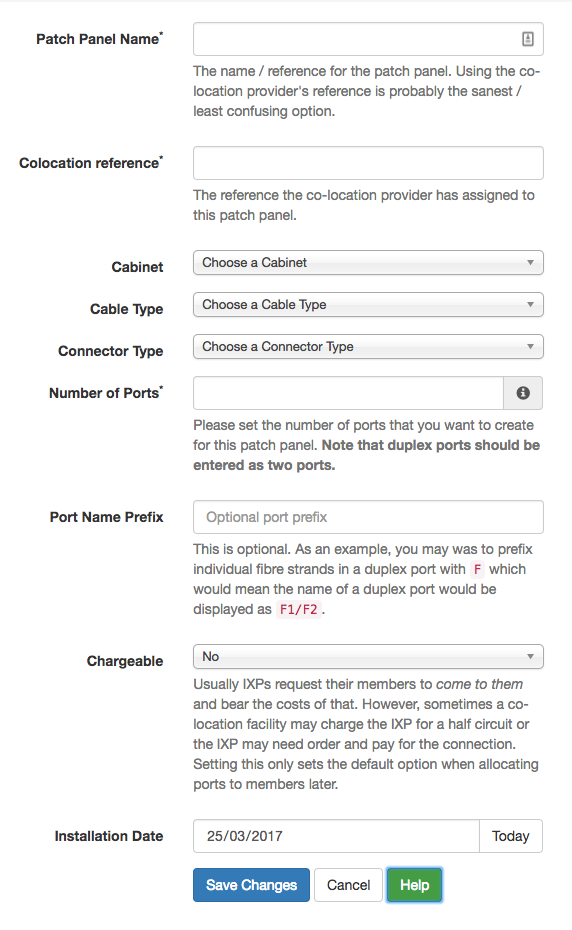 Patch Panel Name*
The name / reference for the patch panel. Using the co-
location provider's reference is probably the sanest /
least confusing option.
Colocation reference*
The reference the co-location provider has assigned to
this patch panel.
Cabinet Choose a Cabinet
Cable Type Choose a Cable Type
Connector Type Choose a Connector Type
Number of Ports*
Please set the number of ports that you want to create
for this patch panel. Note that duplex ports should be
entered as two ports.
Port Name Prefix Optional port prefix
This is optional. As an example, you may was to prefix
individual fibre strands in a duplex port with F which
would mean the name of a duplex port would be
displayed as F1/F2 .
Chargeable No
Usually IXPs request their members to come to them
and bear the costs of that. However, sometimes a co-
location facility may charge the IXP for a half circuit or
the IXP may need order and pay for the connection.
Setting this only sets the default option when allocating
ports to members later.
Installation Date 25/03/2017 Today
Save Changes Cancel Help